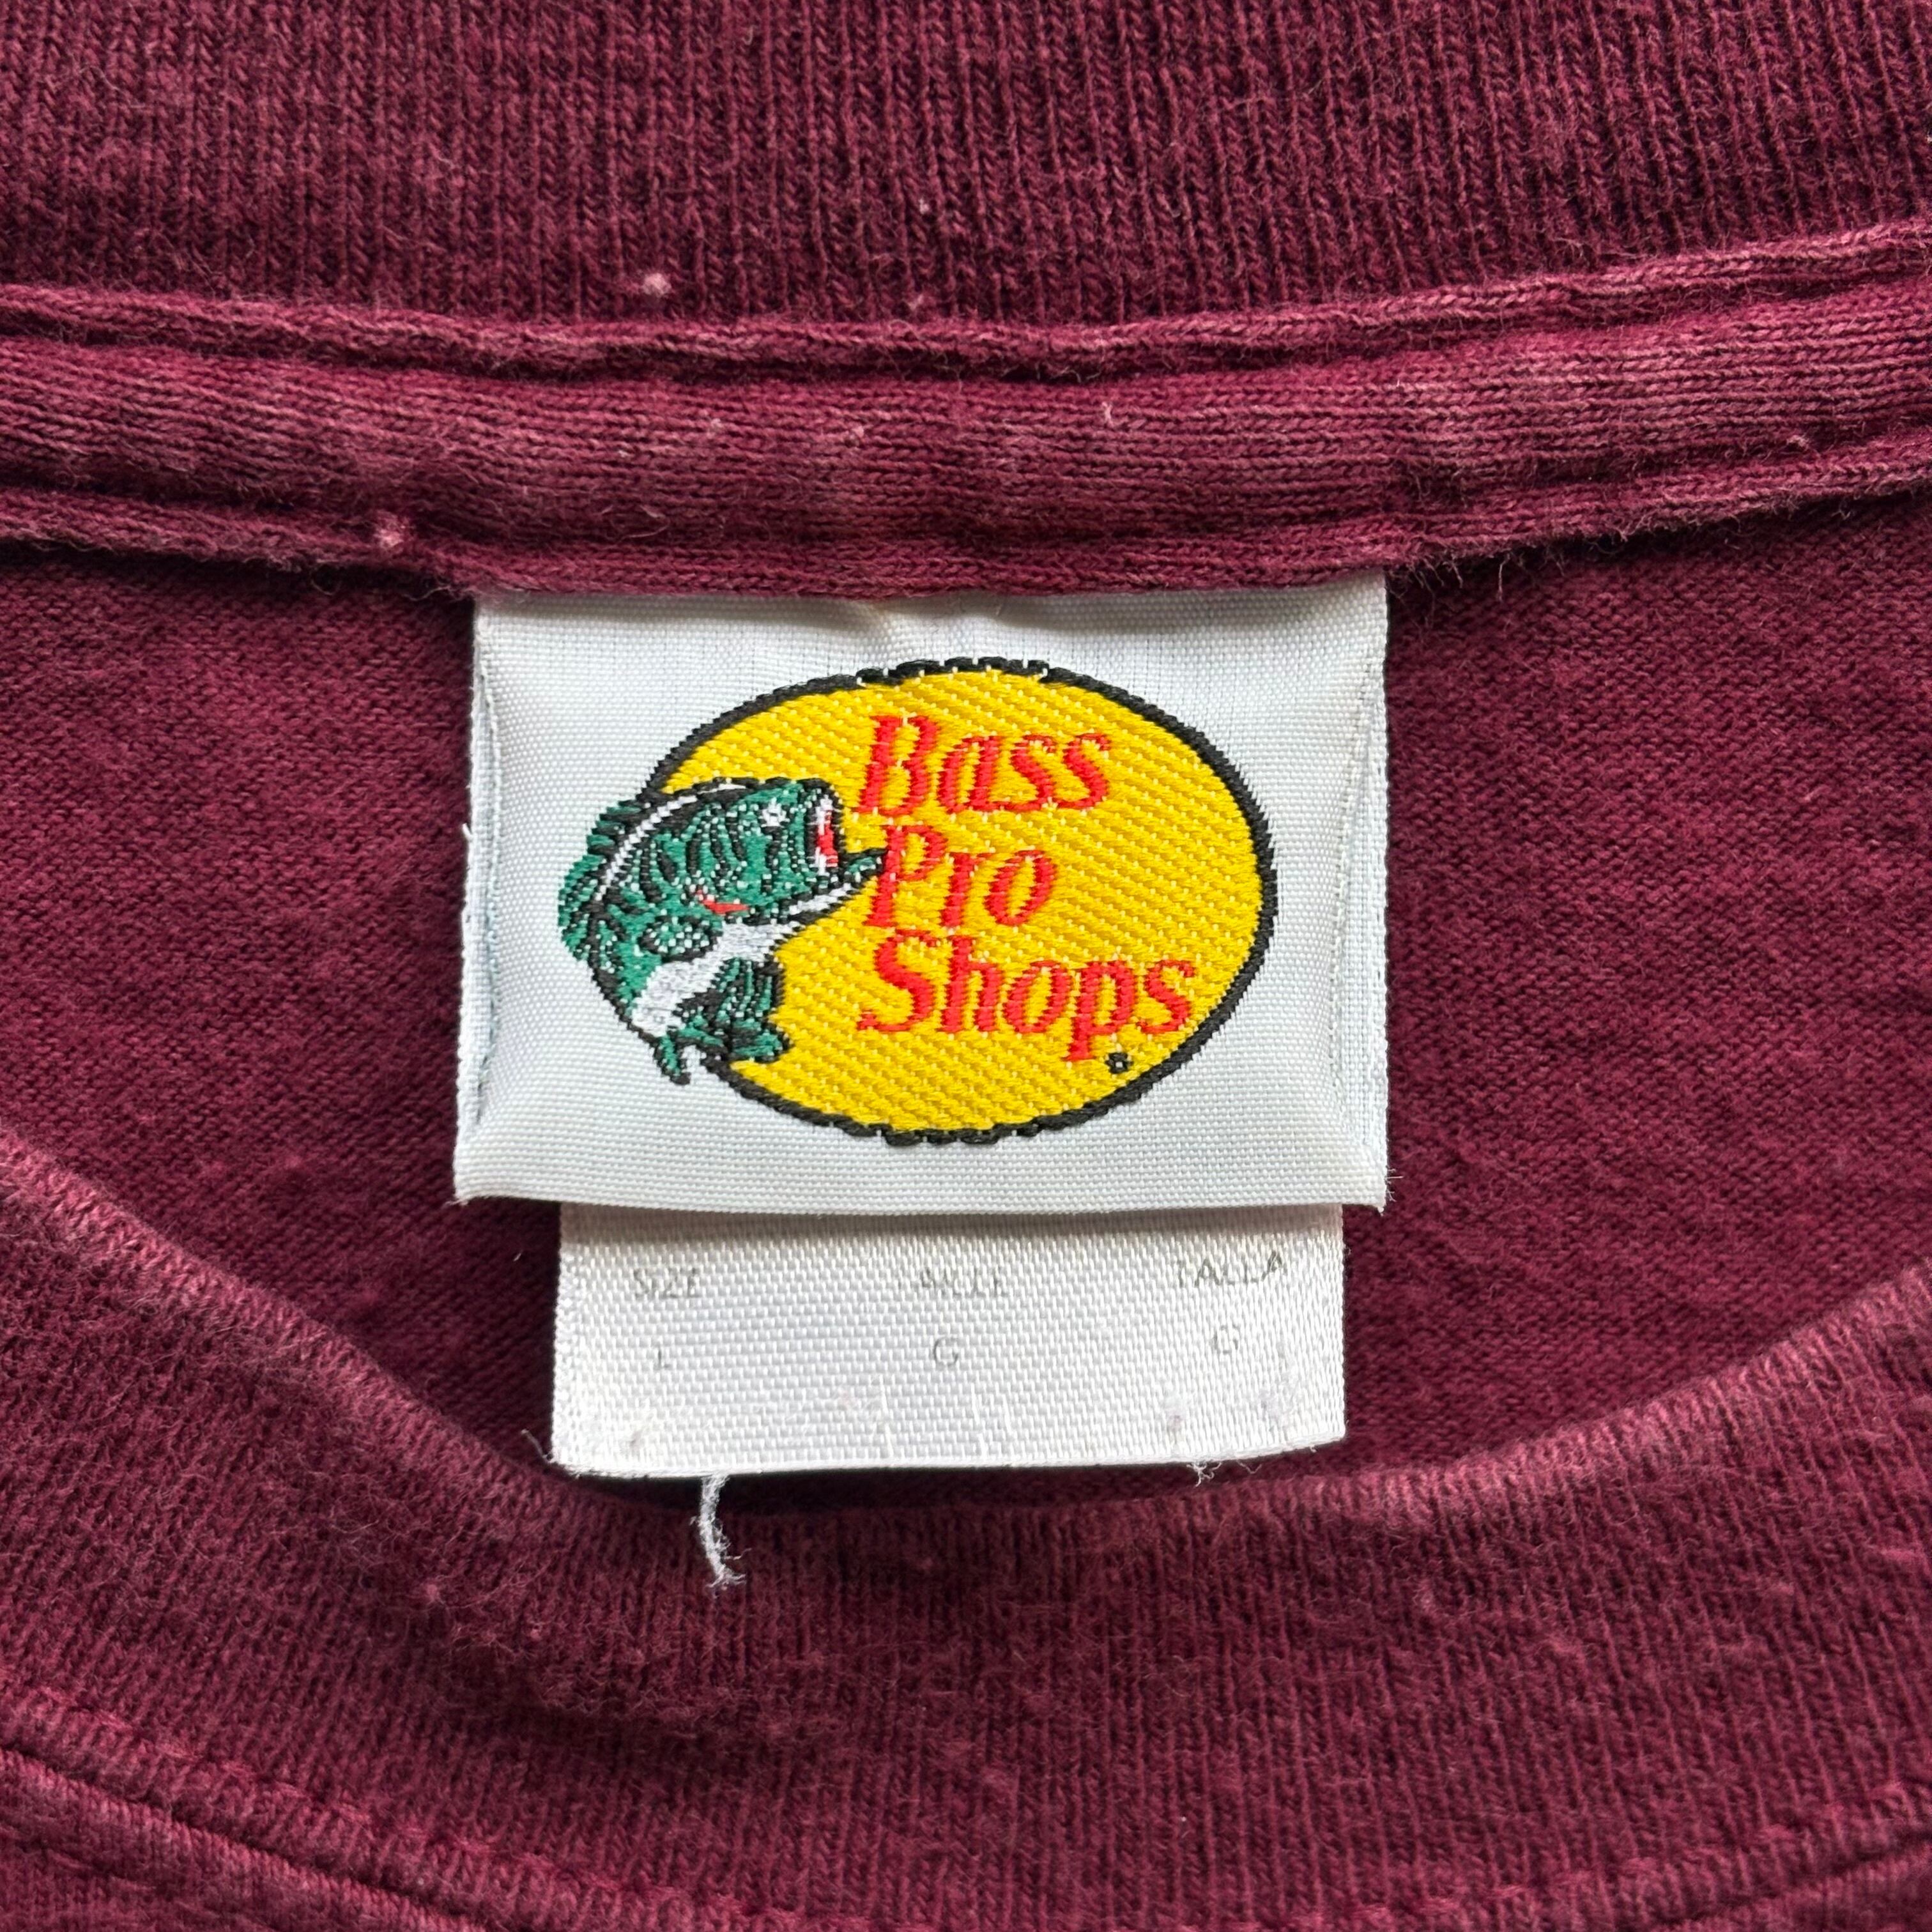 Bass
Pro
Shops
SIZE TAILLE TALLA
L G G